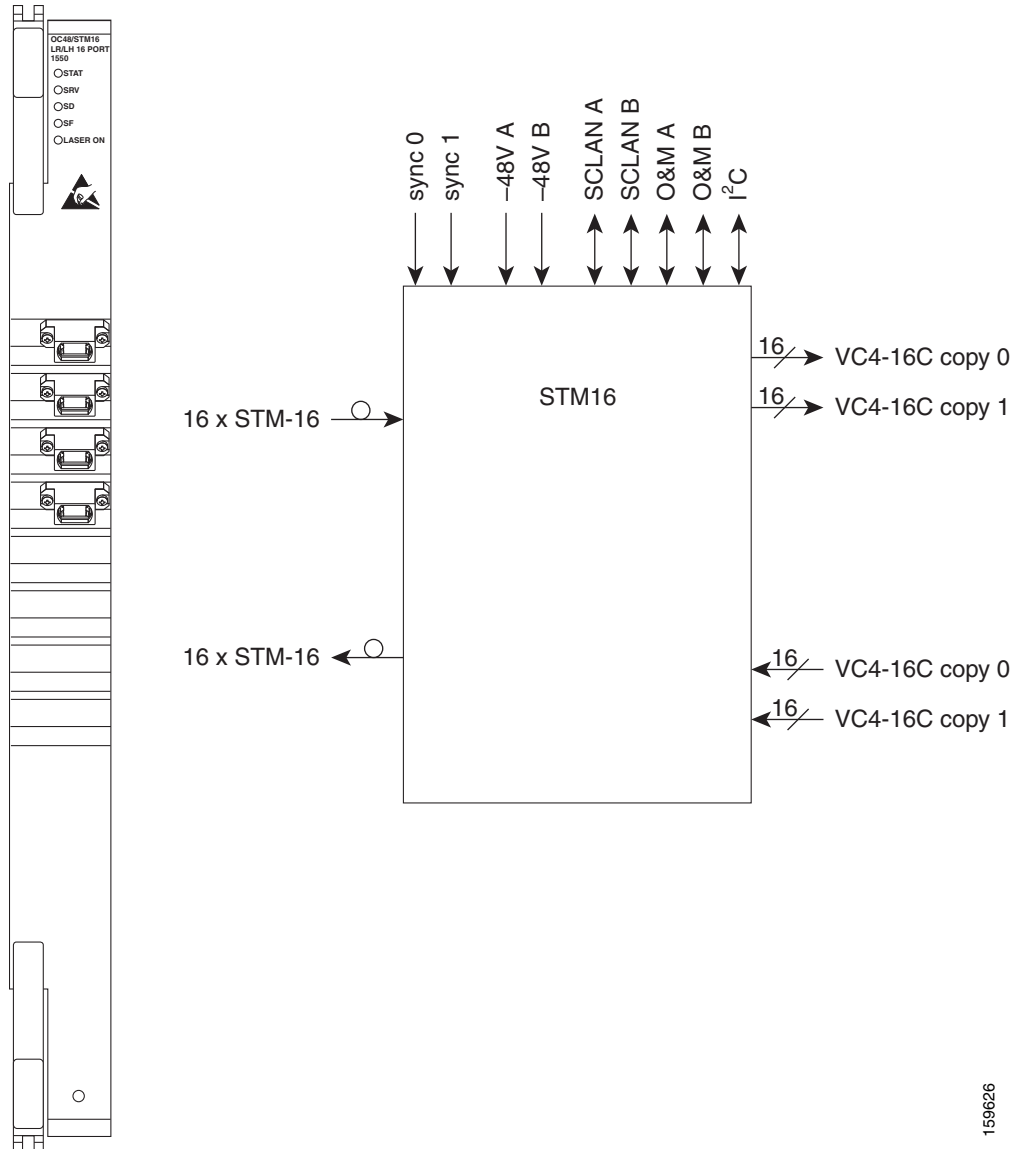 OC48/STM16
LR/LH 16 PORT
1550
STAT
SRV
SD
SF
LASER ON
sync 0
sync 1
–48V A
–48V B
SCLAN A
SCLAN B
O&M A
O&M B
I²C
STM16
16 x STM-16
16 x STM-16
16
VC4-16C copy 0
16
VC4-16C copy 1
16
VC4-16C copy 0
16
VC4-16C copy 1
159626